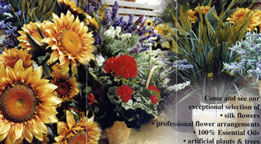 Come and see our
exceptional selection of
• silk flowers
• professional flower arrangements
• 100% Essential Oils
• artificial plants & trees